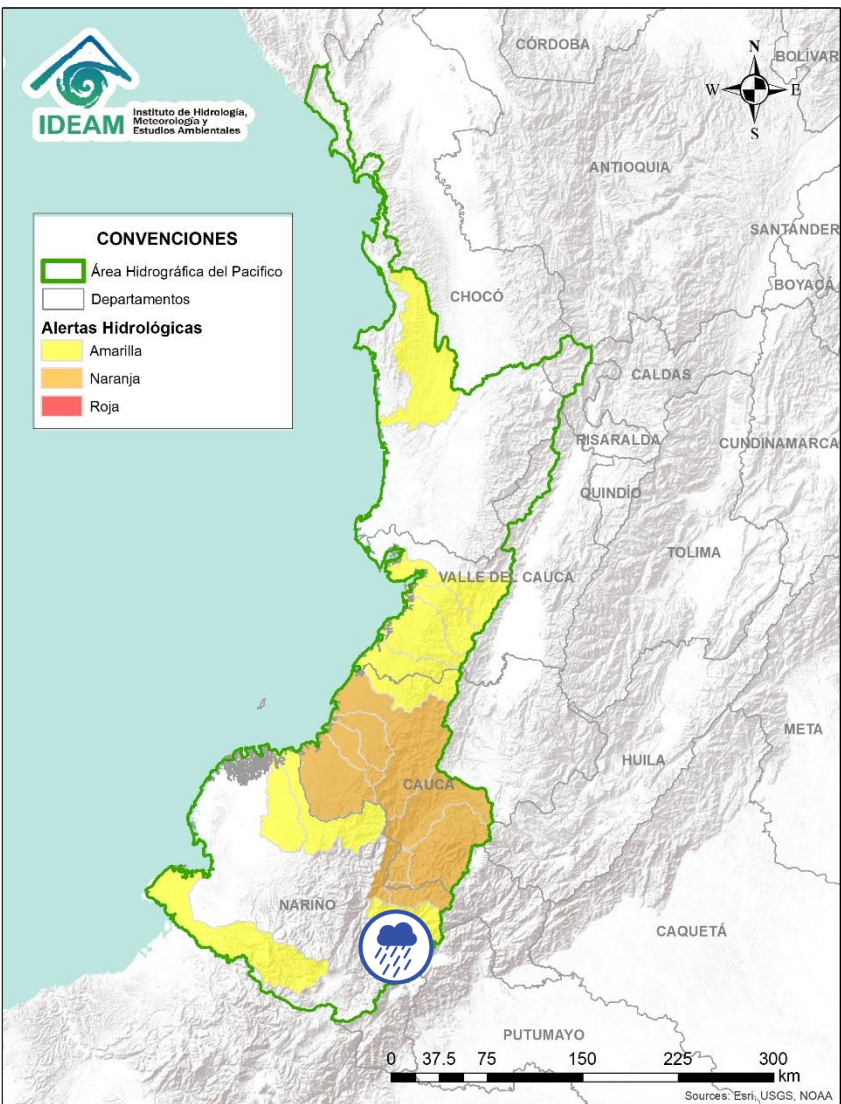 IDEAM
Instituto de Hidrología,
Meteorología y
Estudios Ambientales
CONVENCIONES
Área Hidrográfica del Pacifico
Departamentos
Alertas Hidrológicas
Amarilla
Naranja
Roja
N
W
E
S
CÓRDOBA
BOLÍVAR
ANTIOQUIA
SANTANDER
BOYACÁ
CHOCÓ
CALDAS
RISARALDA
CUNDINAMARCA
QUINDÍO
TOLIMA
VALLE DEL CAUCA
META
HUILA
CAUCA
NARIÑO
CAQUETÁ
PUTUMAYO
0 37.5 75 150 225 300
km
Sources: Esri, USGS, NOAA